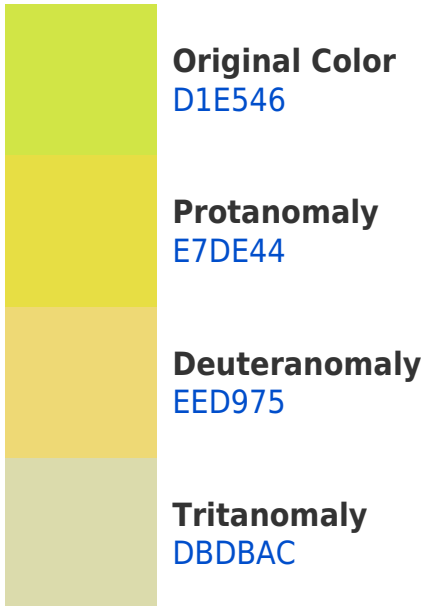 Original Color
D1E546
Protanomaly
E7DE44
Deuteranomaly
EED975
Tritanomaly
DBDBAC